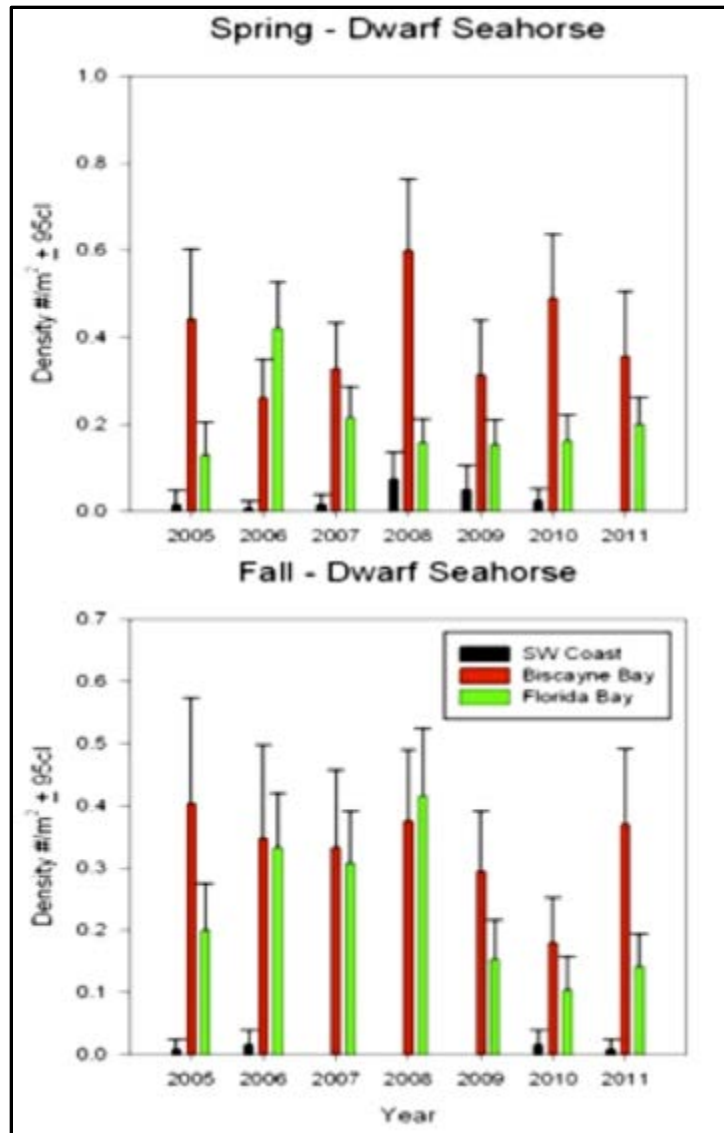 Spring - Dwarf Seahorse
1.0
0.8
0.6
0.4
0.2
0.0
Density #/m² ± 95cl
2005 2006 2007 2008 2009 2010 2011
Fall - Dwarf Seahorse
0.7
0.6
0.5
0.4
0.3
0.2
0.1
0.0
Density #/m² ± 95cl
SW Coast
Biscayne Bay
Florida Bay
2005 2006 2007 2008 2009 2010 2011
Year